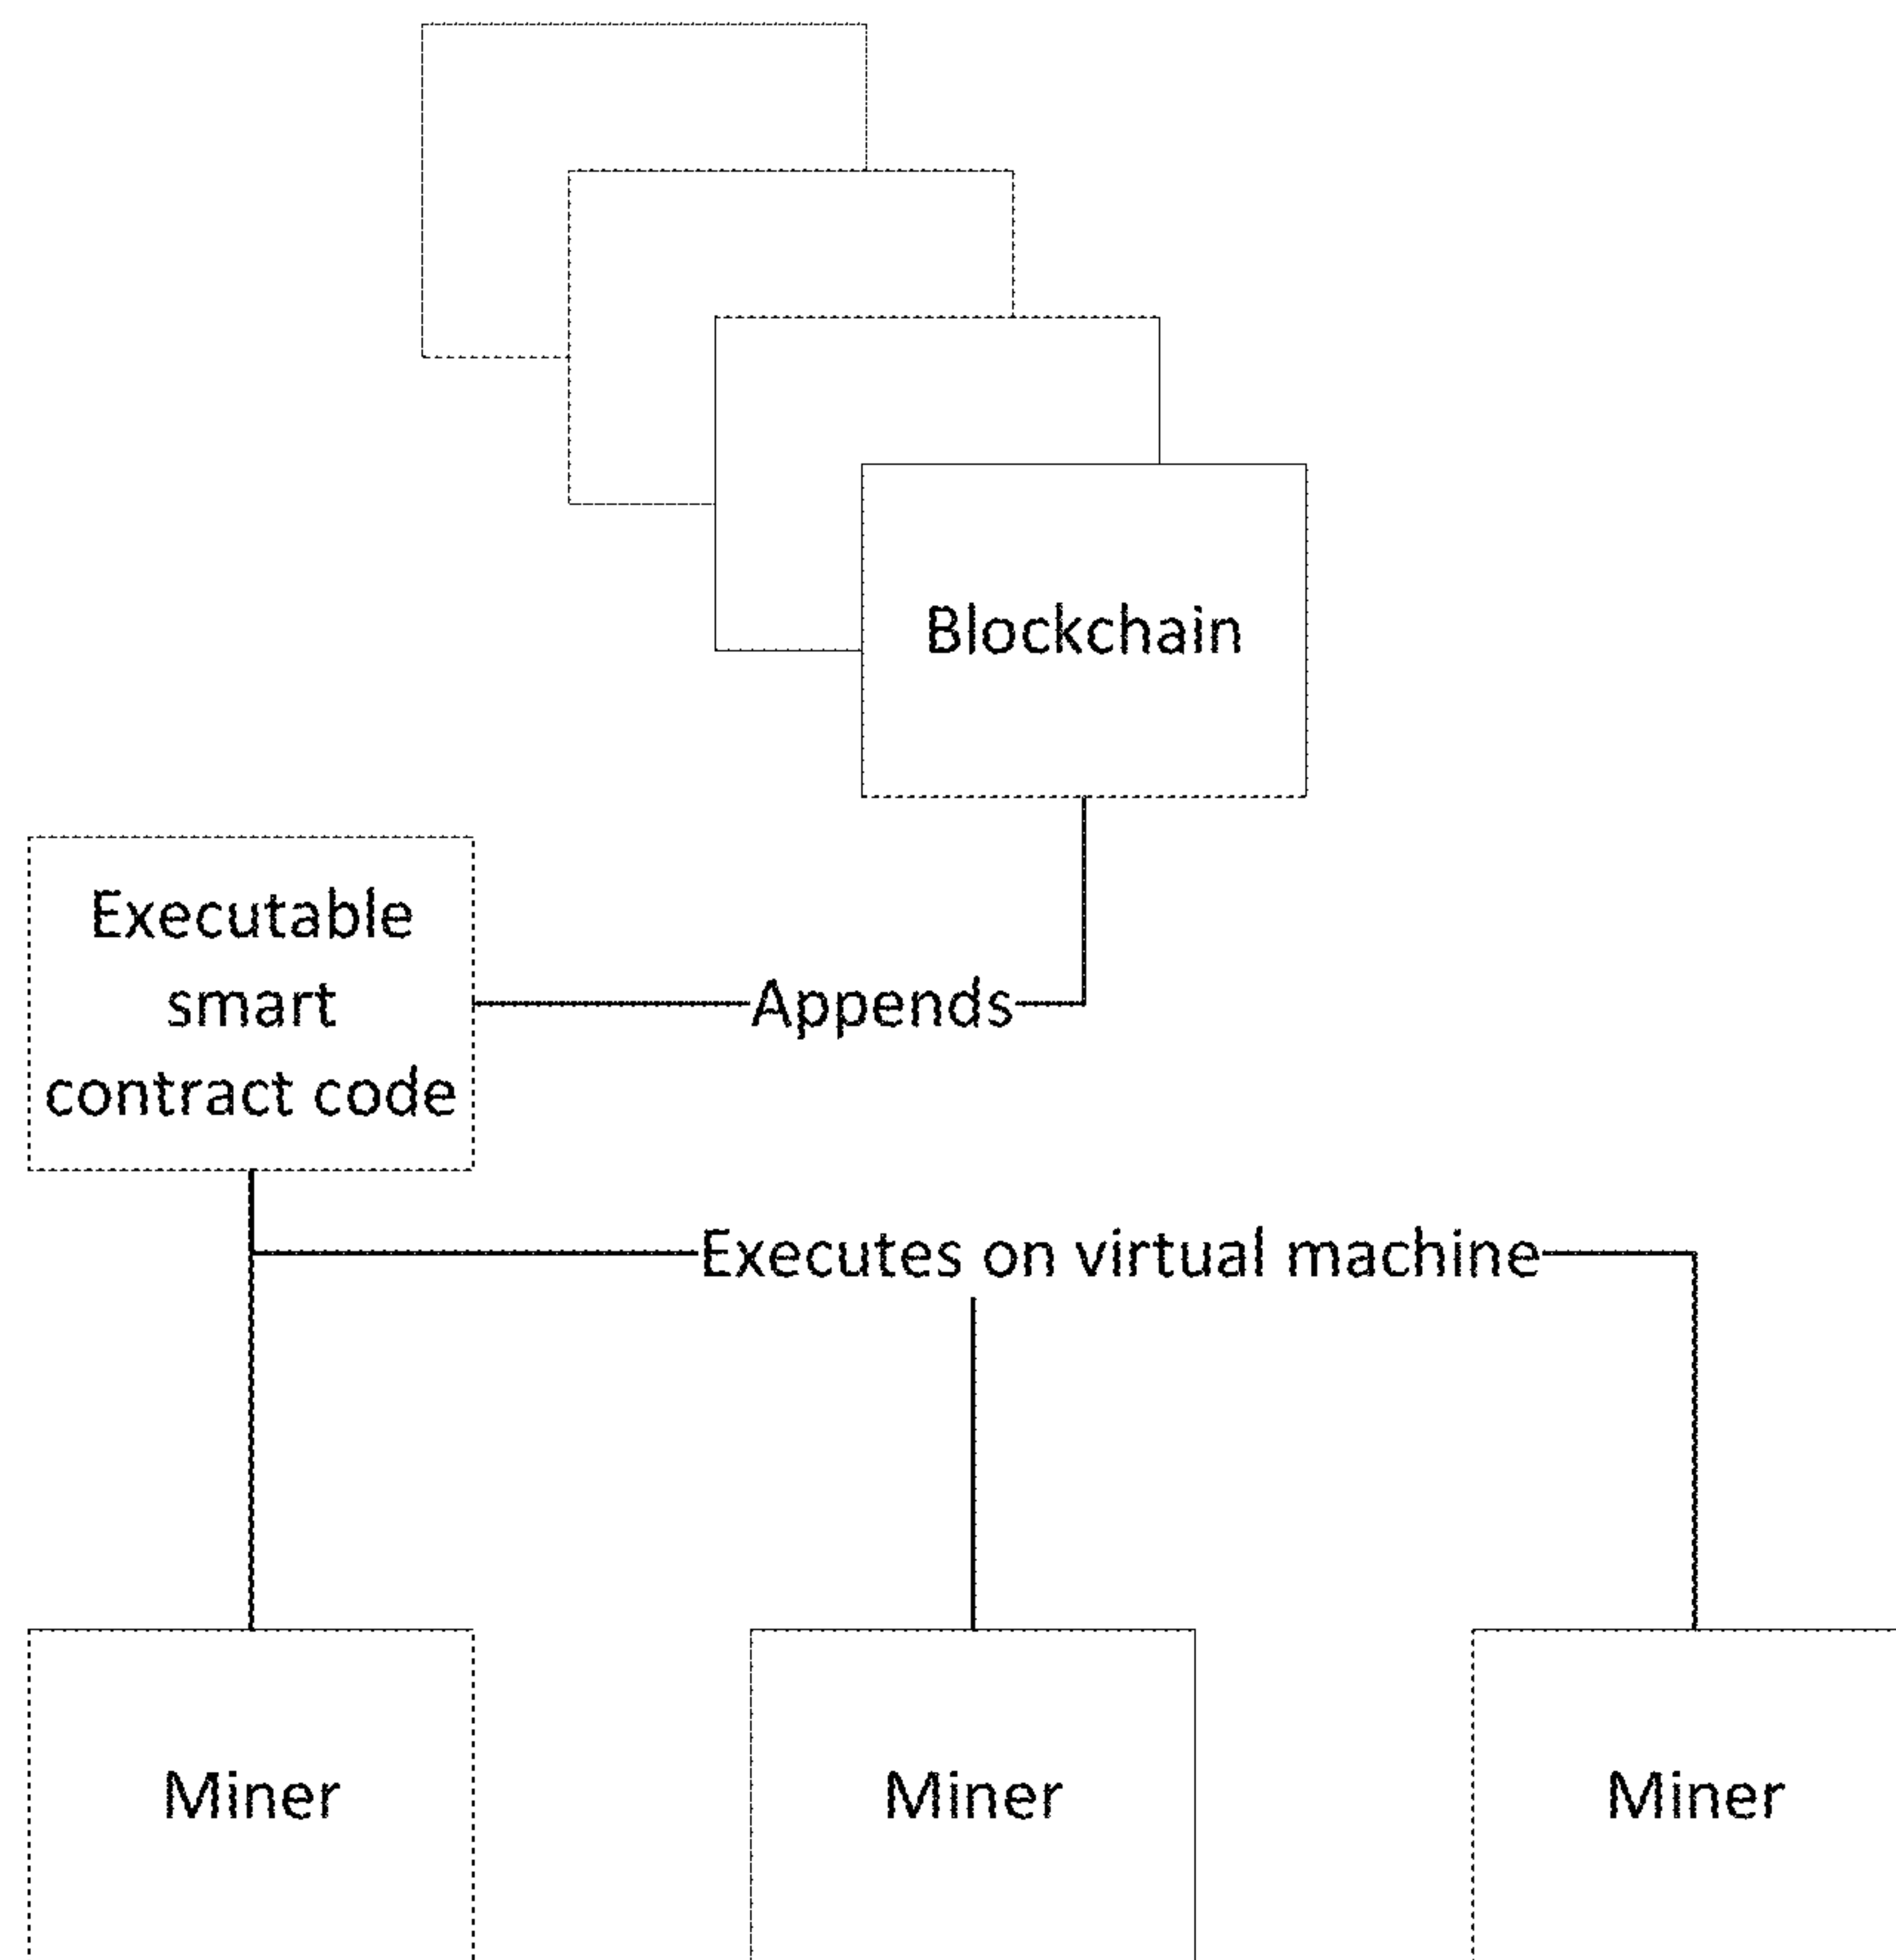 Blockchain
Executable
smart
contract code
Appends
Executes on virtual machine
Miner
Miner
Miner